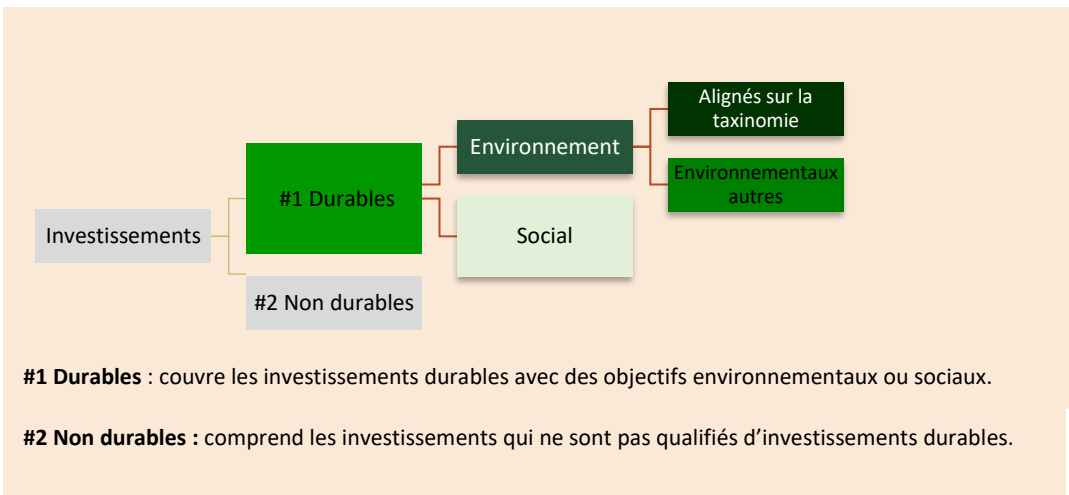 Alignés sur la
taxinomie
Environnement
Environnementaux
autres
#1 Durables
Investissements
Social
#2 Non durables
#1 Durables : couvre les investissements durables avec des objectifs environnementaux ou sociaux.
#2 Non durables : comprend les investissements qui ne sont pas qualifiés d’investissements durables.